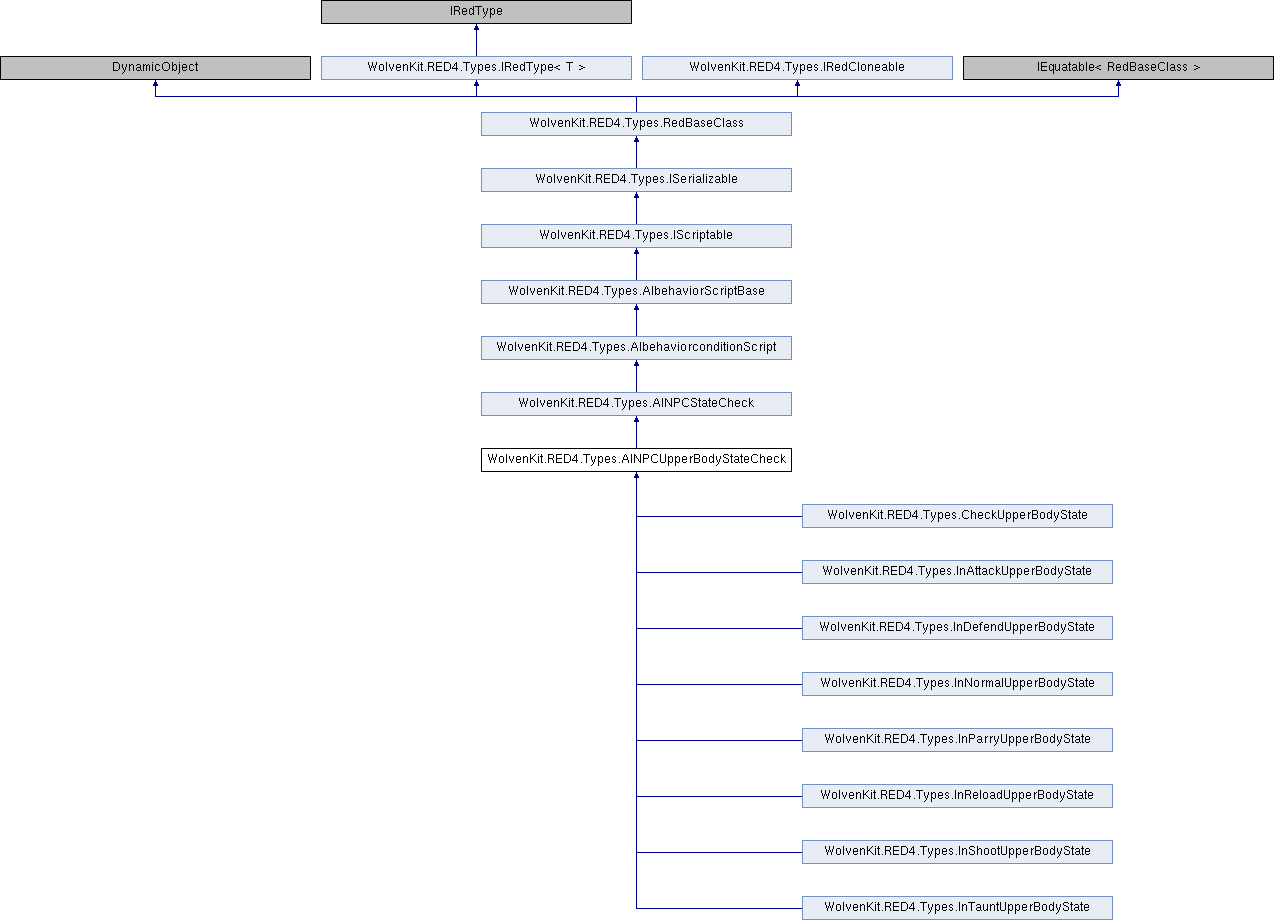 IRedType
DynamicObject
WolvenKit.RED4.Types.IRedType< T >
WolvenKit.RED4.Types.IRedCloneable
IEquatable< RedBaseClass >
WolvenKit.RED4.Types.RedBaseClass
WolvenKit.RED4.Types.ISerializable
WolvenKit.RED4.Types.IScriptable
WolvenKit.RED4.Types.AIbehaviorScriptBase
WolvenKit.RED4.Types.AIbehaviorconditionScript
WolvenKit.RED4.Types.AINPCStateCheck
WolvenKit.RED4.Types.AINPCUpperBodyStateCheck
WolvenKit.RED4.Types.CheckUpperBodyState
WolvenKit.RED4.Types.InAttackUpperBodyState
WolvenKit.RED4.Types.InDefendUpperBodyState
WolvenKit.RED4.Types.InNormalUpperBodyState
WolvenKit.RED4.Types.InParryUpperBodyState
WolvenKit.RED4.Types.InReloadUpperBodyState
WolvenKit.RED4.Types.InShootUpperBodyState
WolvenKit.RED4.Types.InTauntUpperBodyState